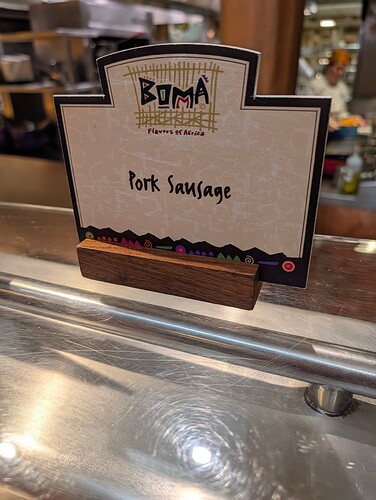 BOMA
Flavors of Africa
Pork Sausage